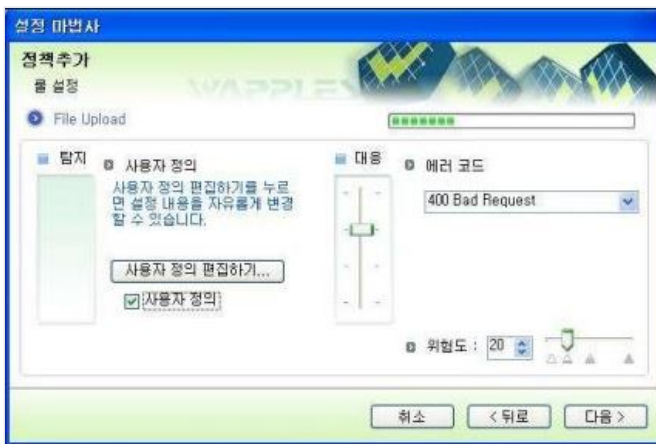 설정 마법사
정책추가
룰 설정
WAPPLES
File Upload
탐지
사용자 정의
사용자 정의 편집하기를 누르
면 설정 내용을 자유롭게 변경
할 수 있습니다.
사용자 정의 편집하기...
사용자 정의
대응
에러 코드
400 Bad Request
위험도 : 20
취소
< 뒤로
다음 >